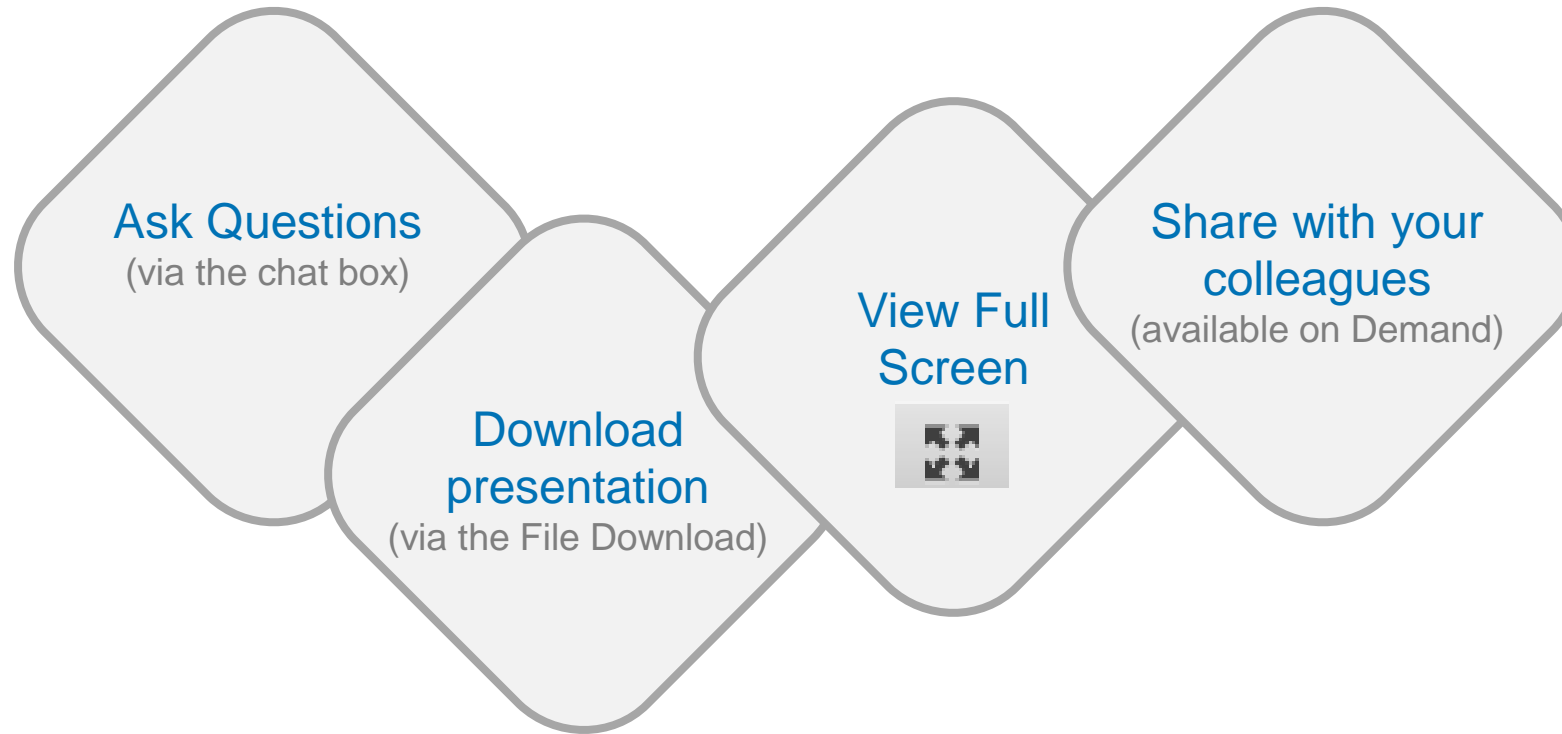 Ask Questions
(via the chat box)
Download
presentation
(via the File Download)
View Full
Screen
Share with your
colleagues
(available on Demand)